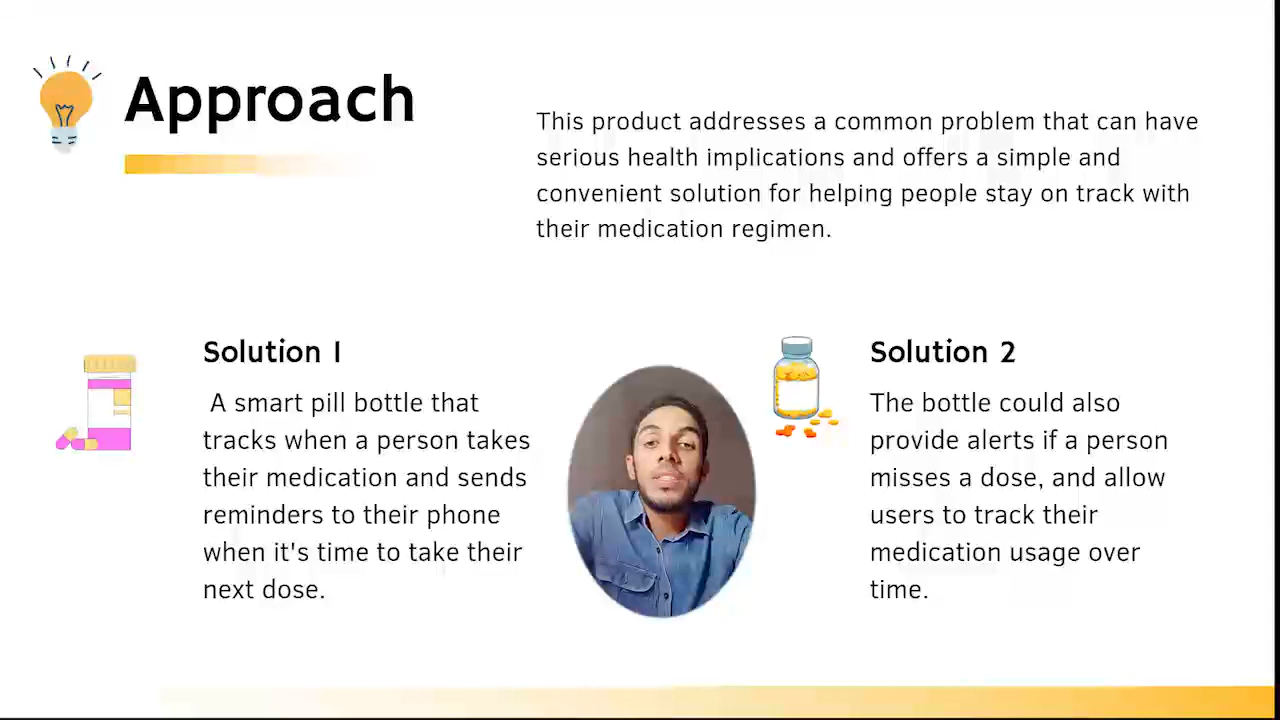 Approach
This product addresses a common problem that can have
serious health implications and offers a simple and
convenient solution for helping people stay on track with
their medication regimen.
Solution 1
A smart pill bottle that
tracks when a person takes
their medication and sends
reminders to their phone
when it's time to take their
next dose.
Solution 2
The bottle could also
provide alerts if a person
misses a dose, and allow
users to track their
medication usage over
time.